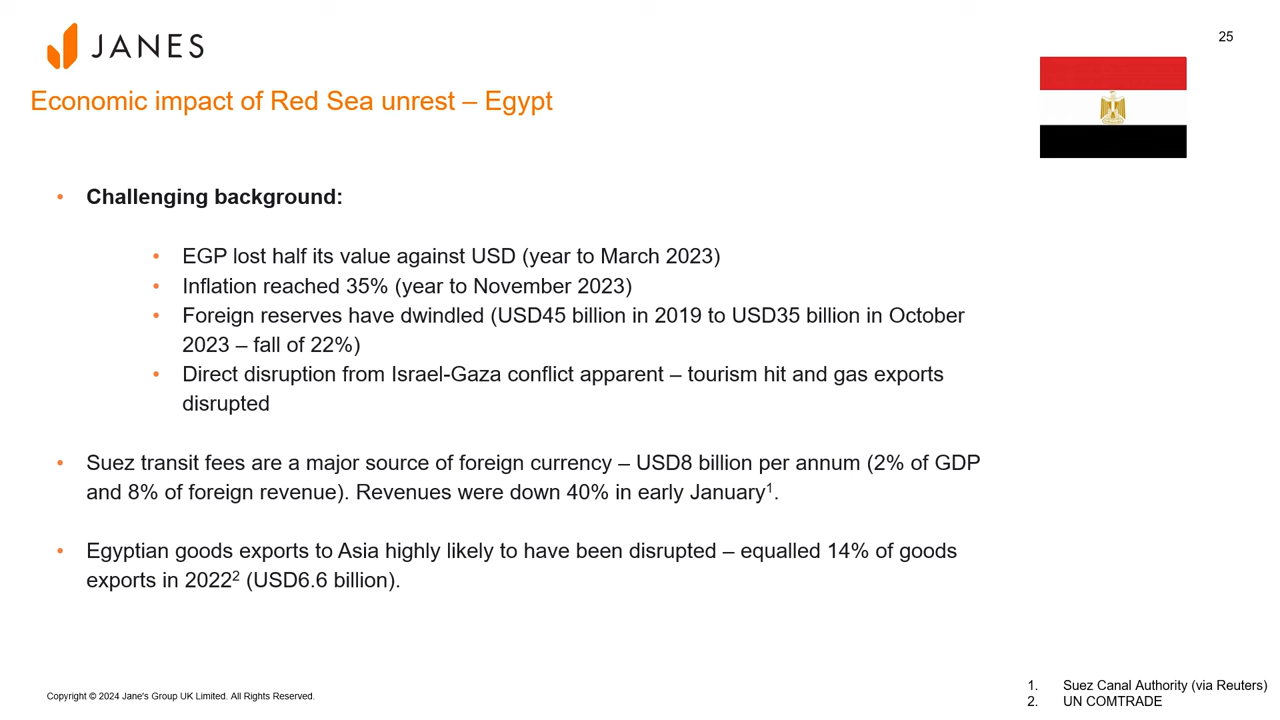 JANES
25
Economic impact of Red Sea unrest – Egypt
• Challenging background:
• EGP lost half its value against USD (year to March 2023)
• Inflation reached 35% (year to November 2023)
• Foreign reserves have dwindled (USD45 billion in 2019 to USD35 billion in October
2023 – fall of 22%)
• Direct disruption from Israel-Gaza conflict apparent – tourism hit and gas exports
disrupted
• Suez transit fees are a major source of foreign currency – USD8 billion per annum (2% of GDP
and 8% of foreign revenue). Revenues were down 40% in early January¹.
• Egyptian goods exports to Asia highly likely to have been disrupted – equalled 14% of goods
exports in 2022² (USD6.6 billion).
Copyright © 2024 Jane's Group UK Limited. All Rights Reserved.
1. Suez Canal Authority (via Reuters)
2. UN COMTRADE